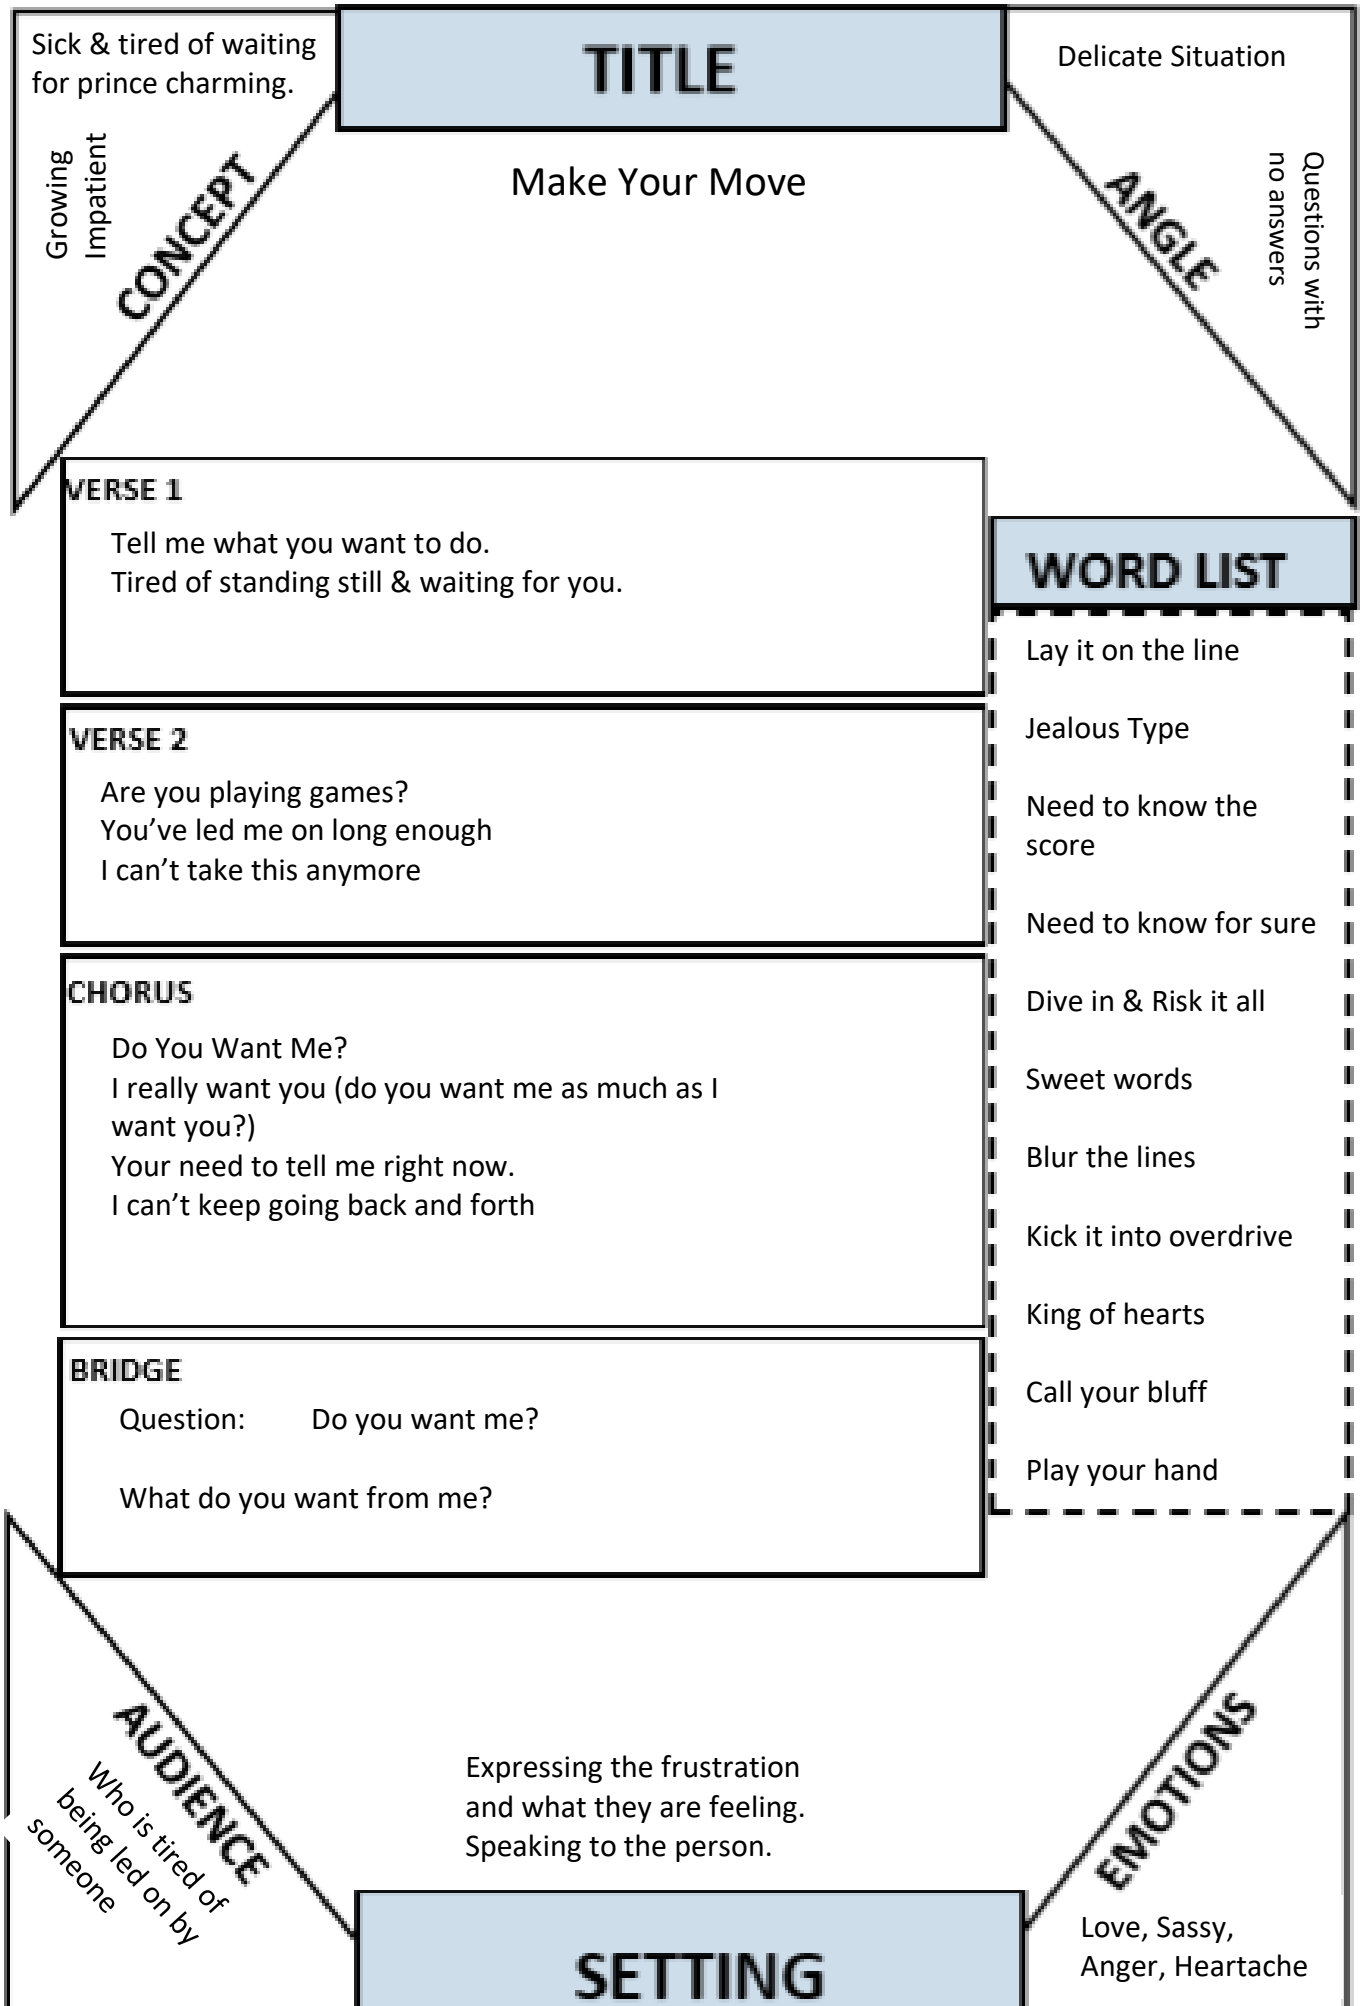 Sick & tired of waiting
for prince charming.
Growing
Impatient
CONCEPT
TITLE
Make Your Move
Delicate Situation
ANGLE
Questions with
no answers
VERSE 1
Tell me what you want to do.
Tired of standing still & waiting for you.
VERSE 2
Are you playing games?
You’ve led me on long enough
I can’t take this anymore
CHORUS
Do You Want Me?
I really want you (do you want me as much as I
want you?)
Your need to tell me right now.
I can’t keep going back and forth
BRIDGE
Question: Do you want me?
What do you want from me?
WORD LIST
Lay it on the line
Jealous Type
Need to know the
score
Need to know for sure
Dive in & Risk it all
Sweet words
Blur the lines
Kick it into overdrive
King of hearts
Call your bluff
Play your hand
AUDIENCE
Who is tired of
being led on by
someone
Expressing the frustration
and what they are feeling.
Speaking to the person.
SETTING
EMOTIONS
Love, Sassy,
Anger, Heartache